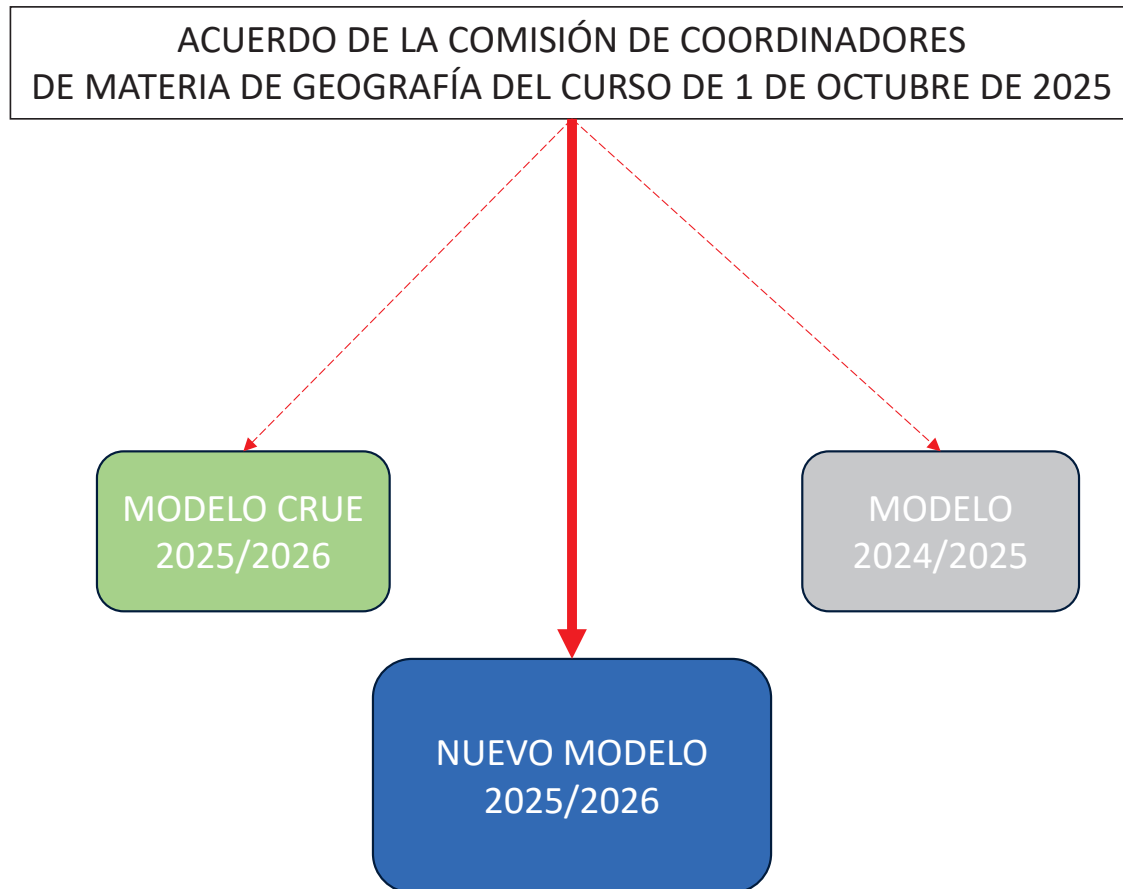 ACUERDO DE LA COMISIÓN DE COORDINADORES
DE MATERIA DE GEOGRAFÍA DEL CURSO DE 1 DE OCTUBRE DE 2025
MODELO CRUE
2025/2026
MODELO
2024/2025
NUEVO MODELO
2025/2026